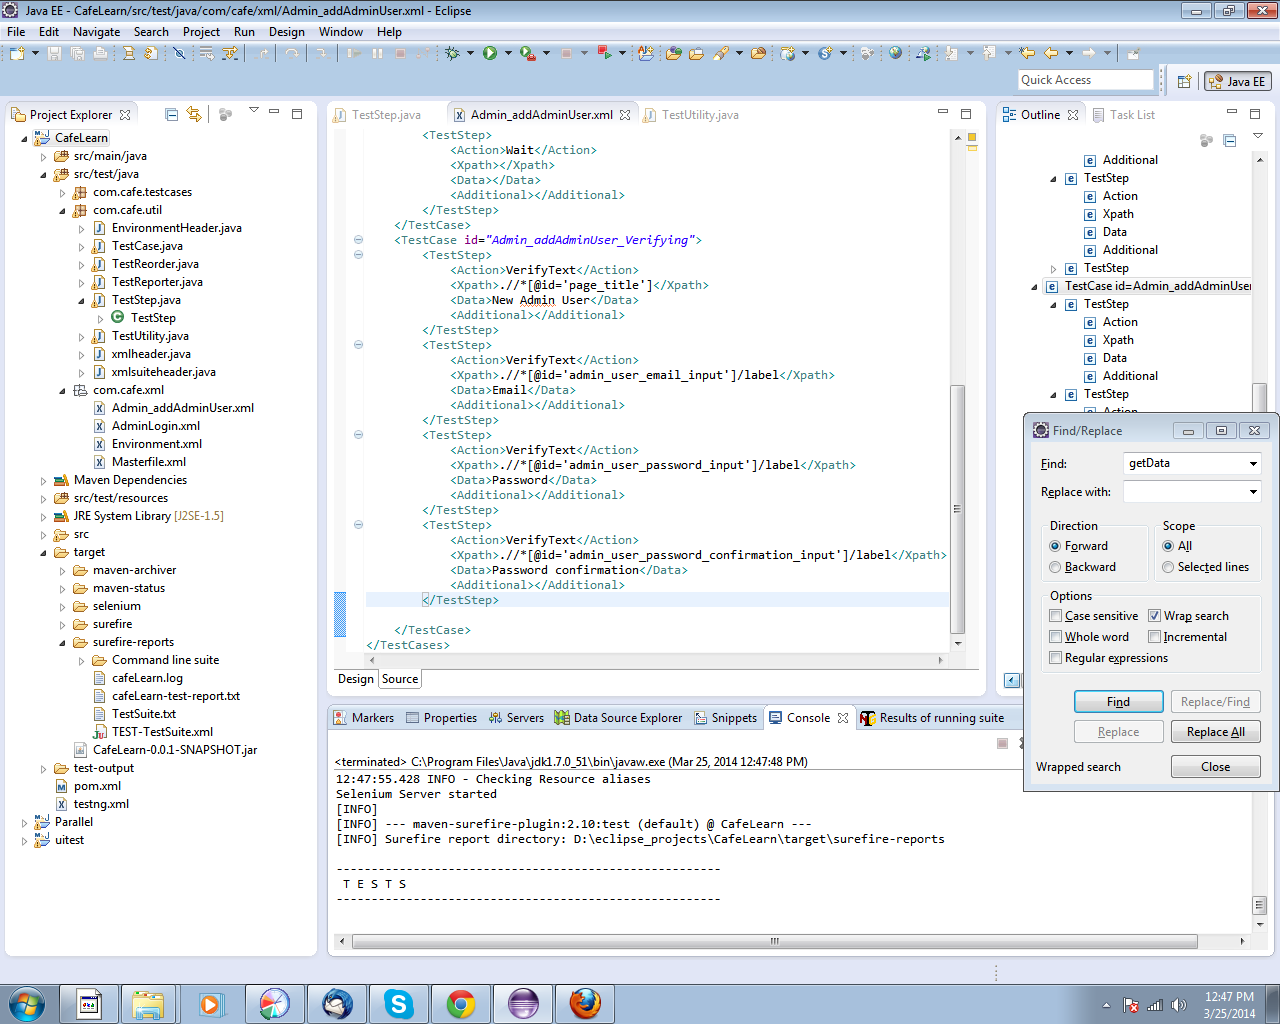 Java EE - CafeLearn/src/test/java/com/cafe/xml/Admin_addAdminUser.xml - Eclipse
File Edit Navigate Search Project Run Design Window Help
Quick Access
Java EE
Project Explorer
CafeLearn
src/main/java
src/test/java
com.cafe.testcases
com.cafe.util
EnvironmentHeader.java
TestCase.java
TestReorder.java
TestReporter.java
TestStep.java
TestStep
TestUtility.java
xmlheader.java
xmlsuiteheader.java
com.cafe.xml
Admin_addAdminUser.xml
AdminLogin.xml
Environment.xml
Masterfile.xml
Maven Dependencies
src/test/resources
JRE System Library [J2SE-1.5]
src
target
maven-archiver
maven-status
selenium
surefire
surefire-reports
Command line suite
cafeLearn.log
cafeLearn-test-report.txt
TestSuite.txt
TEST-TestSuite.xml
CafeLearn-0.0.1-SNAPSHOT.jar
test-output
pom.xml
testng.xml
Parallel
uitest
TestStep.java Admin_addAdminUser.xml TestUtility.java
<TestStep>
<Action>Wait</Action>
<Xpath></Xpath>
<Data></Data>
<Additional></Additional>
</TestStep>
</TestCase>
<TestCase id="Admin_addAdminUser_Verifying">
<TestStep>
<Action>VerifyText</Action>
<Xpath>.//*[@id='page_title']</Xpath>
<Data>New Admin User</Data>
<Additional></Additional>
</TestStep>
<TestStep>
<Action>VerifyText</Action>
<Xpath>.//*[@id='admin_user_email_input']/label</Xpath>
<Data>Email</Data>
<Additional></Additional>
</TestStep>
<TestStep>
<Action>VerifyText</Action>
<Xpath>.//*[@id='admin_user_password_input']/label</Xpath>
<Data>Password</Data>
<Additional></Additional>
</TestStep>
<TestStep>
<Action>VerifyText</Action>
<Xpath>.//*[@id='admin_user_password_confirmation_input']/label</Xpath>
<Data>Password confirmation</Data>
<Additional></Additional>
</TestStep>
</TestCase>
</TestCases>
Design Source
Outline Task List
Additional
TestStep
Action
Xpath
Data
Additional
TestStep
TestCase id=Admin_addAdminUser
TestStep
Action
Xpath
Data
Additional
TestStep
Action
Find/Replace
Find: getData
Replace with:
Direction
Forward
Backward
Scope
All
Selected lines
Options
Case sensitive
Wrap search
Whole word
Incremental
Regular expressions
Find
Replace/Find
Replace
Replace All
Wrapped search
Close
Markers Properties Servers Data Source Explorer Snippets Console Results of running suite
<terminated> C:\Program Files\Java\jdk1.7.0_51\bin\javaw.exe (Mar 25, 2014 12:47:48 PM)
12:47:55.428 INFO - Checking Resource aliases
Selenium Server started
[INFO]
[INFO] --- maven-surefire-plugin:2.10:test (default) @ CafeLearn ---
[INFO] Surefire report directory: D:\eclipse_projects\CafeLearn\target\surefire-reports
-------------------------------------------------------
T E S T S
-------------------------------------------------------
12:47 PM
3/25/2014